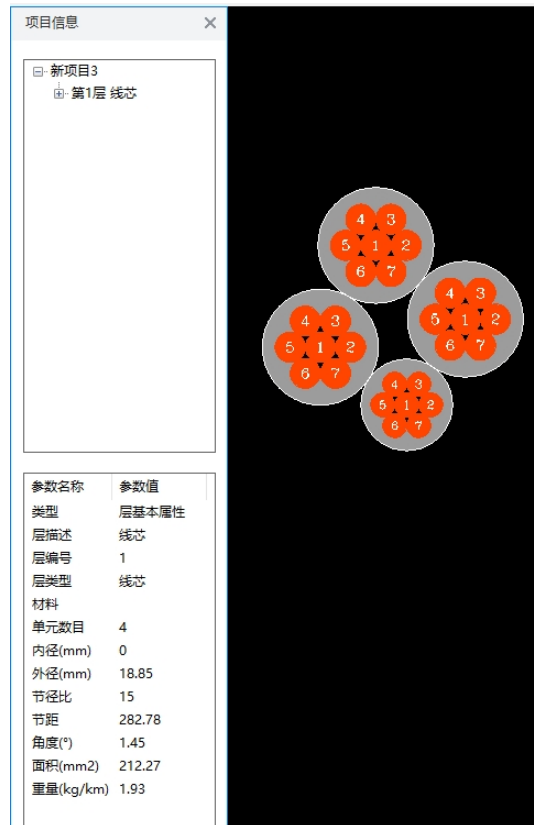 项目信息
新项目3
第1层 线芯
参数名称 参数值
类型 层基本属性
层描述 线芯
层编号 1
层类型 线芯
材料
单元数目 4
内径(mm) 0
外径(mm) 18.85
节径比 15
节距 282.78
角度(°) 1.45
面积(mm2) 212.27
重量(kg/km) 1.93
4 3
5 1 2
6 7
4 3
5 1 2
6 7
4 3
5 1 2
6 7
4 3
5 1 2
6 7